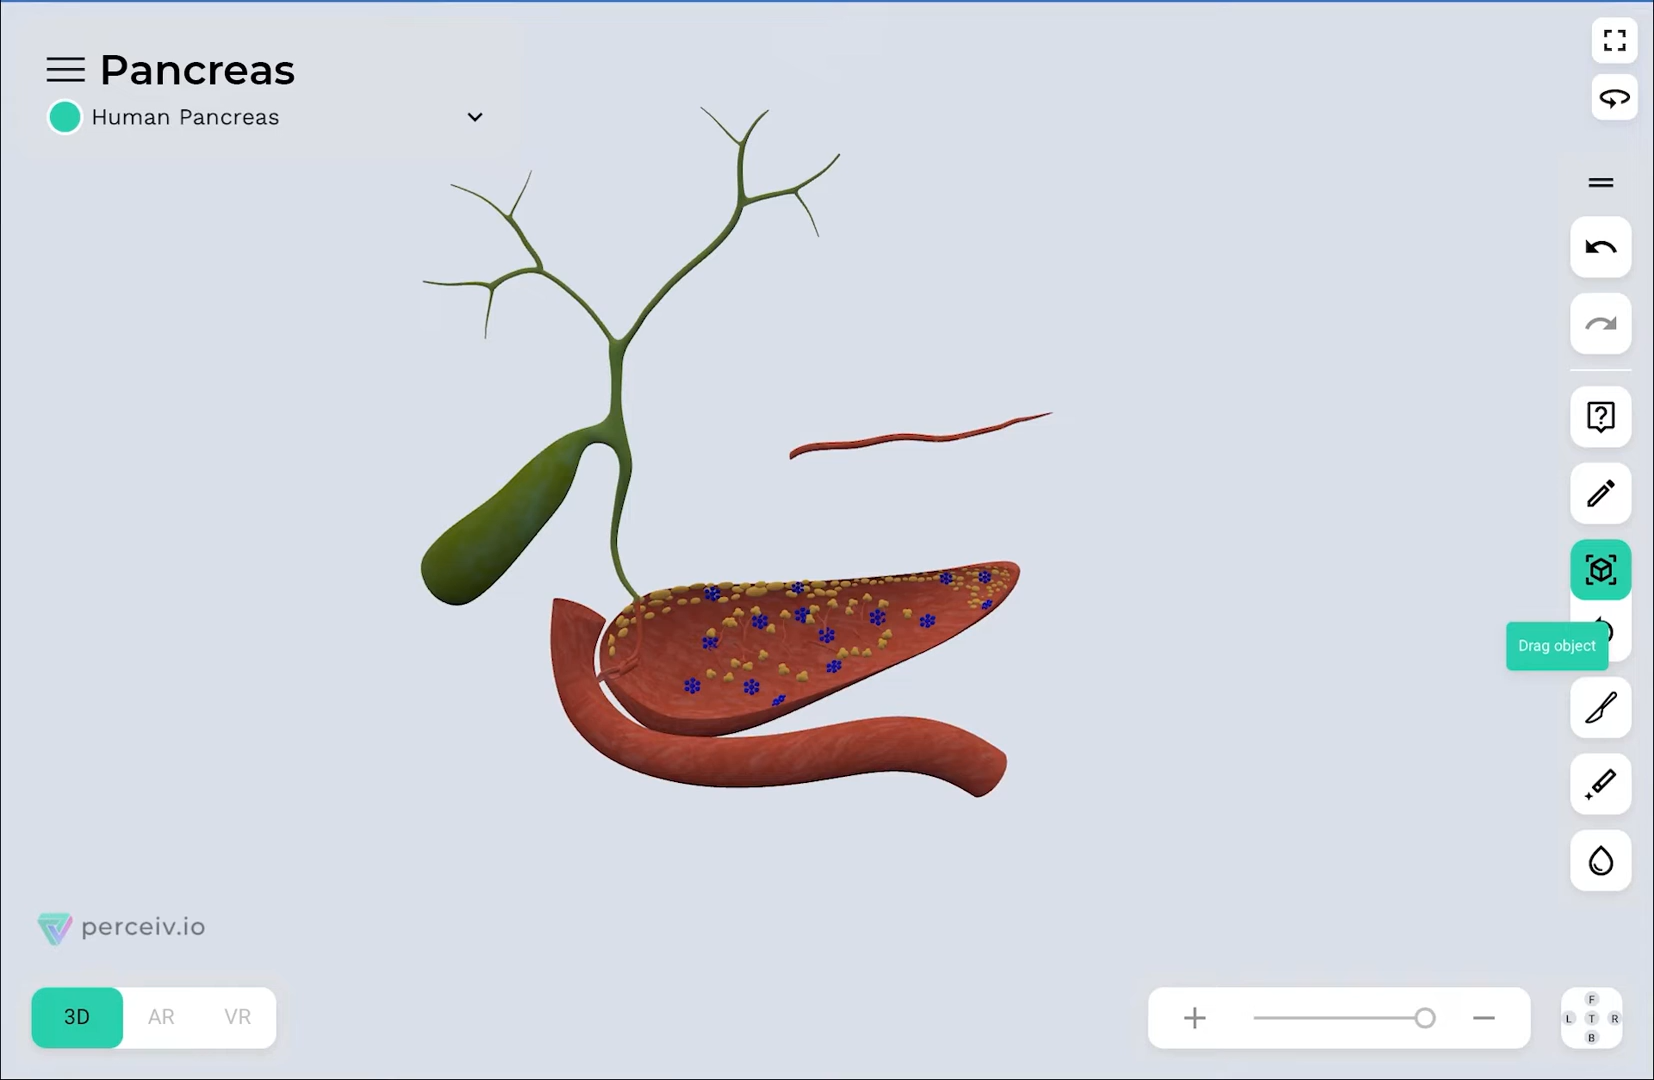 Pancreas
Human Pancreas
Drag object
perceiv.io
3D AR VR
F
L T R
B